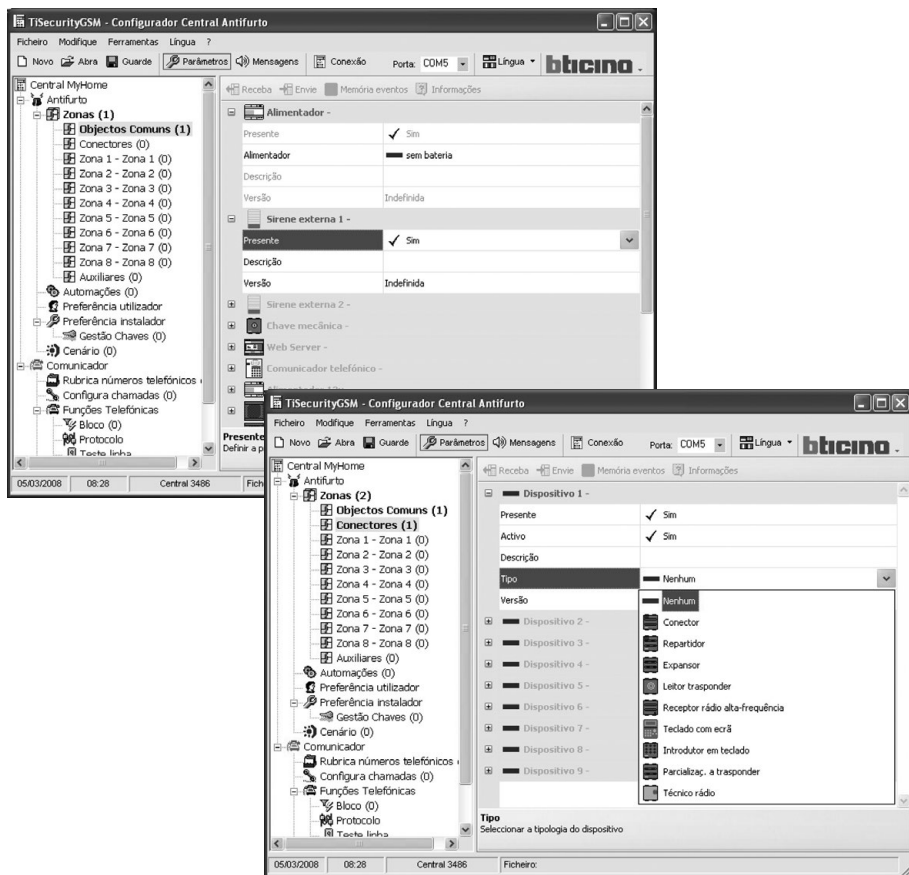 TiSecurityGSM - Configurador Central Antifurto
Ficheiro Modifique Ferramentas Língua ?
Novo Abra Guarde Parâmetros Mensagens Conexão Porta: COM5 Língua bticino
Central MyHome
Antifurto
Zonas (1)
Objectos Comuns (1)
Conectores (0)
Zona 1 - Zona 1 (0)
Zona 2 - Zona 2 (0)
Zona 3 - Zona 3 (0)
Zona 4 - Zona 4 (0)
Zona 5 - Zona 5 (0)
Zona 6 - Zona 6 (0)
Zona 7 - Zona 7 (0)
Zona 8 - Zona 8 (0)
Auxiliares (0)
Automações (0)
Preferência utilizador
Preferência instalador
Gestão Chaves (0)
Cenário (0)
Comunicador
Rubrica números telefónicos
Configura chamadas (0)
Funções Telefónicas
Bloco (0)
Protocolo
Teste linha
Receba Envie Memória eventos Informações
Alimentador -
Presente Sim
Alimentador sem bateria
Descrição
Versão Indefinida
Sirene externa 1 -
Presente Sim
Descrição
Versão Indefinida
Sirene externa 2 -
Chave mecânica -
Web Server -
Comunicador telefónico -
Presente
Definir a p
05/03/2008 08:28 Central 3486 Fich
TiSecurityGSM - Configurador Central Antifurto
Ficheiro Modifique Ferramentas Língua ?
Novo Abra Guarde Parâmetros Mensagens Conexão Porta: COM5 Língua bticino
Central MyHome
Antifurto
Zonas (2)
Objectos Comuns (1)
Conectores (1)
Zona 1 - Zona 1 (0)
Zona 2 - Zona 2 (0)
Zona 3 - Zona 3 (0)
Zona 4 - Zona 4 (0)
Zona 5 - Zona 5 (0)
Zona 6 - Zona 6 (0)
Zona 7 - Zona 7 (0)
Zona 8 - Zona 8 (0)
Auxiliares (0)
Automações (0)
Preferência utilizador
Preferência instalador
Gestão Chaves (0)
Cenário (0)
Comunicador
Rubrica números telefónicos
Configura chamadas (0)
Funções Telefónicas
Bloco (0)
Protocolo
Teste linha
Receba Envie Memória eventos Informações
Dispositivo 1 -
Presente Sim
Activo Sim
Descrição
Tipo Nenhum
Versão
Nenhum
Conector
Repartidor
Expansor
Leitor trasponder
Receptor rádio alta-frequência
Teclado com ecrã
Introdutor em teclado
Parcializaç. a trasponder
Técnico rádio
Dispositivo 2 -
Dispositivo 3 -
Dispositivo 4 -
Dispositivo 5 -
Dispositivo 6 -
Dispositivo 7 -
Dispositivo 8 -
Dispositivo 9 -
Tipo
Seleccionar a tipologia do dispositivo
05/03/2008 08:28 Central 3486 Ficheiro: